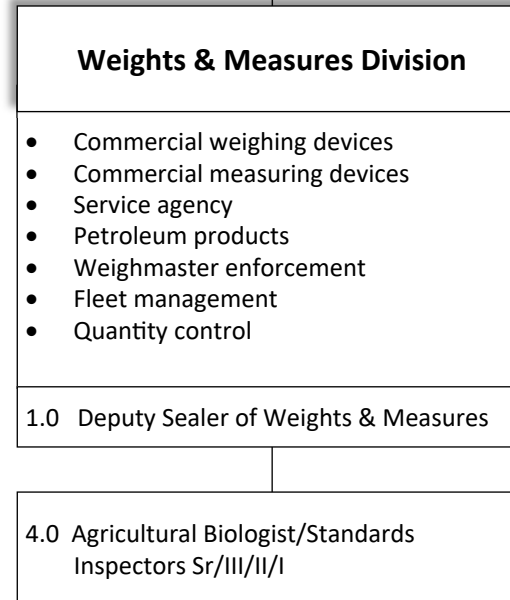 Weights & Measures Division
• Commercial weighing devices
• Commercial measuring devices
• Service agency
• Petroleum products
• Weighmaster enforcement
• Fleet management
• Quantity control
1.0 Deputy Sealer of Weights & Measures
4.0 Agricultural Biologist/Standards
Inspectors Sr/III/II/I